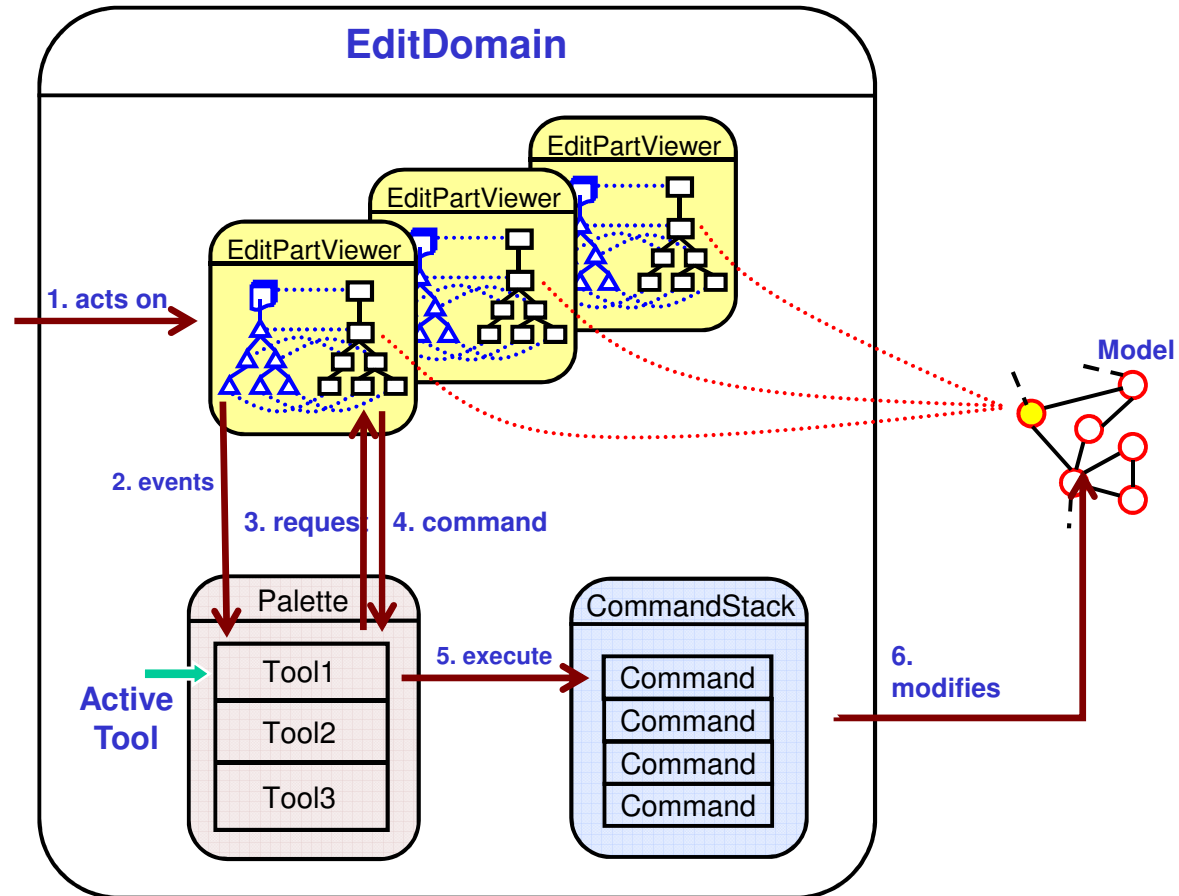 EditDomain
EditPartViewer
EditPartViewer
EditPartViewer
1. acts on
Model
2. events
3. request
4. command
Palette
CommandStack
Active
Tool
Tool1
Tool2
Tool3
5. execute
Command
Command
Command
Command
6.
modifies